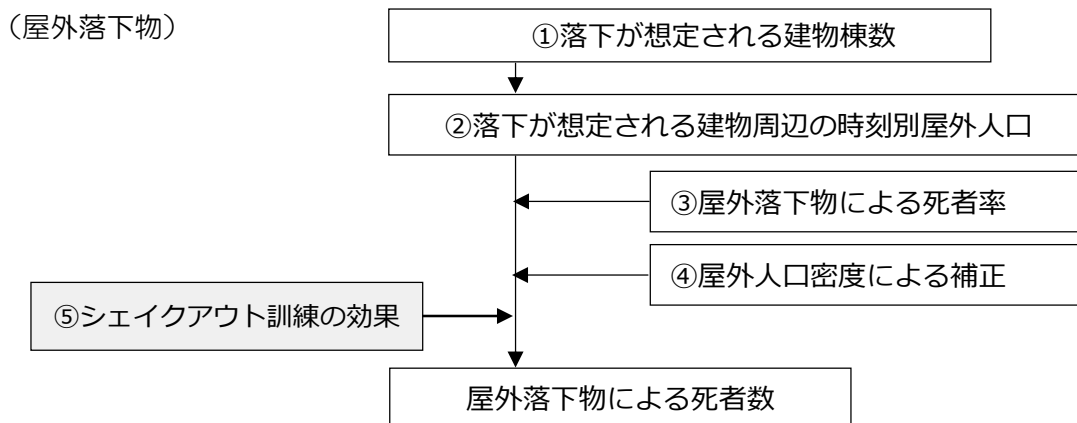 （屋外落下物）
①落下が想定される建物棟数
②落下が想定される建物周辺の時刻別屋外人口
③屋外落下物による死者率
④屋外人口密度による補正
⑤シェイクアウト訓練の効果
屋外落下物による死者数